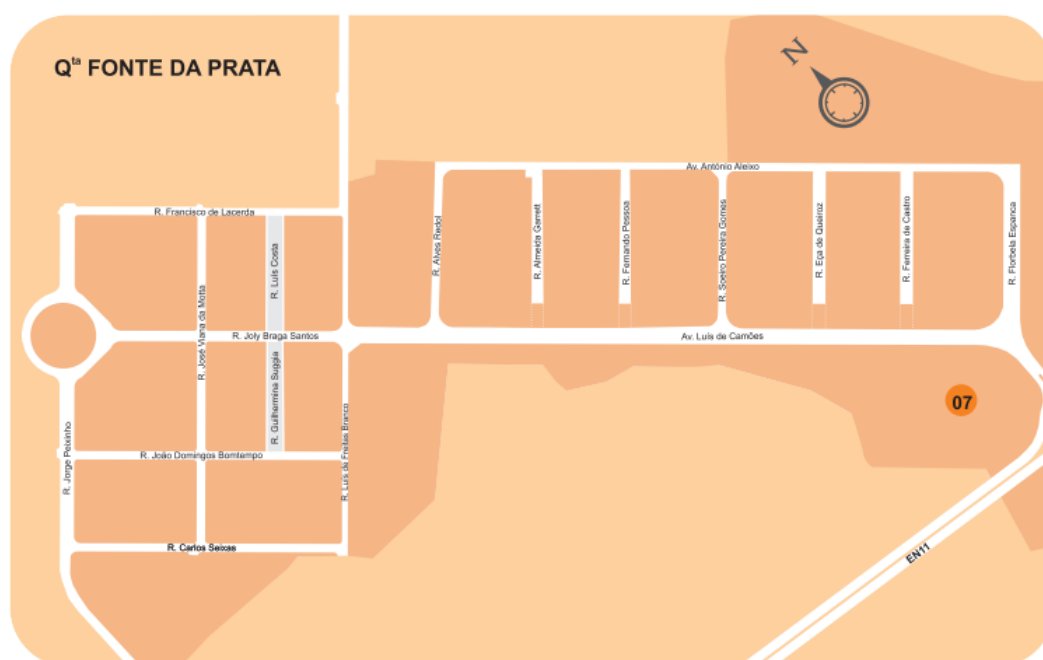 Qta FONTE DA PRATA
N
Av. António Aleixo
R. Francisco de Lacerda
R. Alves Redol
R. Almeida Garrett
R. Fernando Pessoa
R. Soeiro Pereira Gomes
R. Eça de Queiroz
R. Ferreira de Castro
R. Florbela Espanca
R. Luís Costa
R. José Viana da Motta
R. Joly Braga Santos
Av. Luís de Camões
R. Guilhermina Suggia
R. Luís de Freitas Branco
07
R. Jorge Peixinho
R. João Domingos Bomtempo
R. Carlos Seixas
EN11